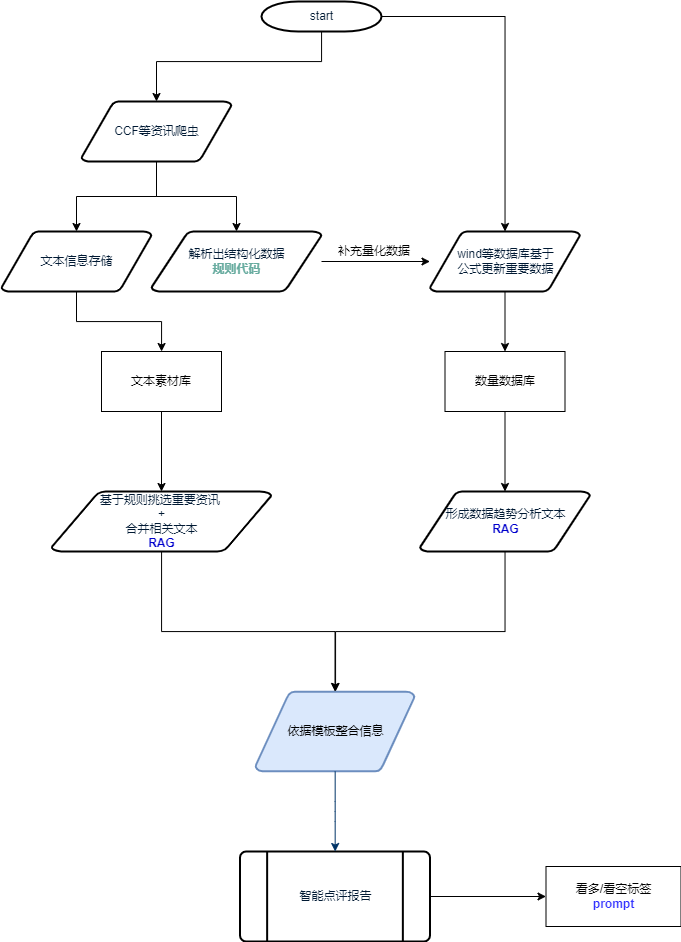 start
CCF等资讯爬虫
文本信息存储
解析出结构化数据
规则代码
补充量化数据
wind等数据库基于
公式更新重要数据
文本素材库
数量数据库
基于规则挑选重要资讯
+
合并相关文本
RAG
形成数据趋势分析文本
RAG
依据模板整合信息
智能点评报告
看多/看空标签
prompt